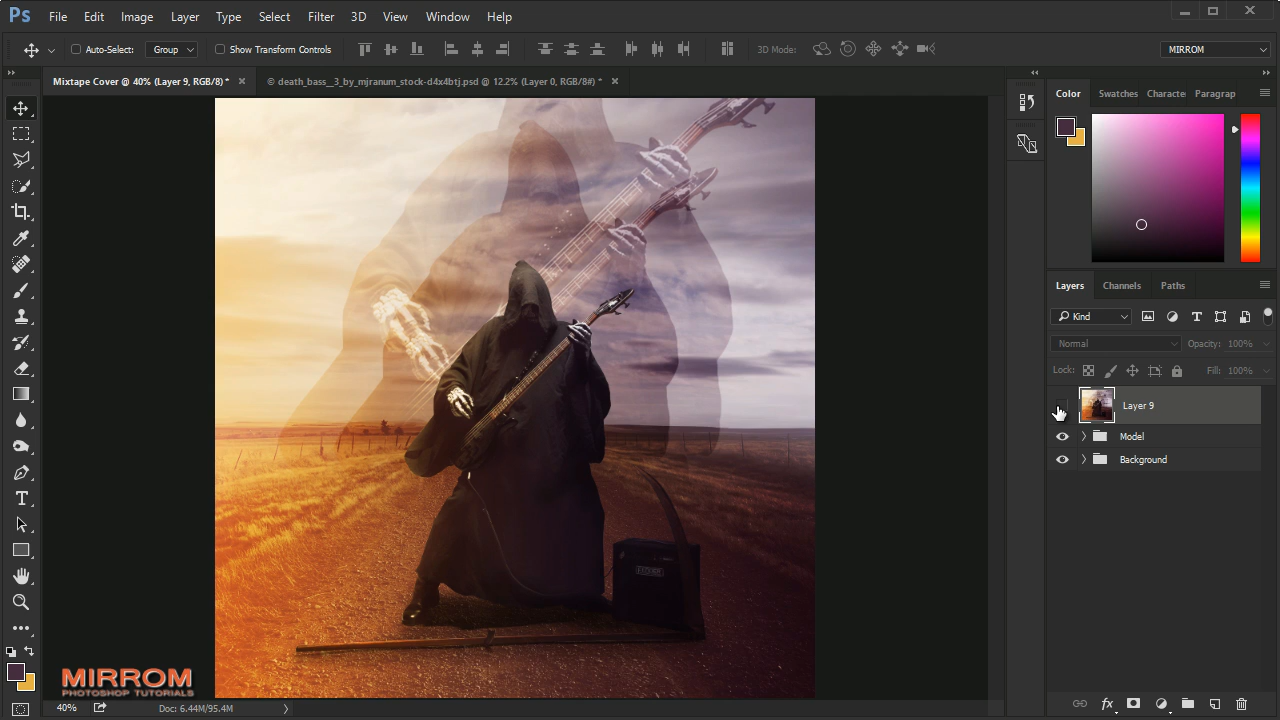 Ps File Edit Image Layer Type Select Filter 3D View Window Help
Auto-Select: Group Show Transform Controls 3D Mode: MIRROM
Mixtape Cover @ 40% (Layer 9, RGB/8) * × © death_bass__3_by_mjranum_stock-d4x4btj.psd @ 12.2% (Layer 0, RGB/8#) * ×
Color Swatches Characte Paragrap
Layers Channels Paths
Kind
Normal Opacity: 100%
Lock: Fill: 100%
Layer 9
Model
Background
MIRROM
PHOTOSHOP TUTORIALS
40% Doc: 6.44M/95.4M